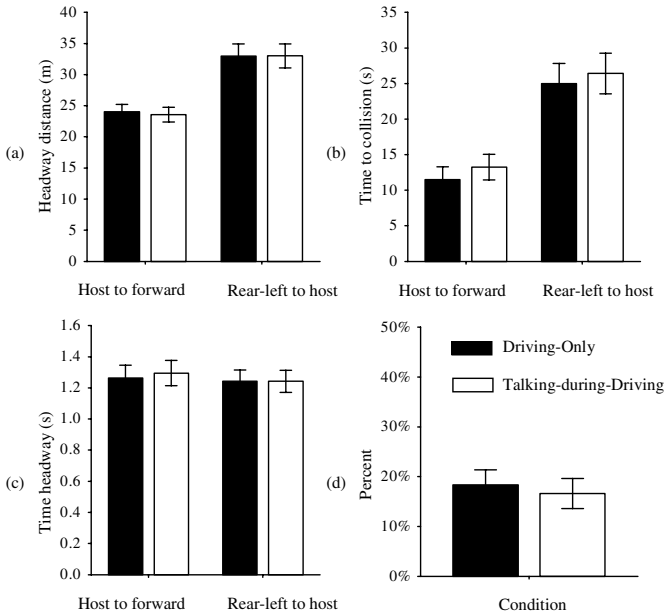 (a)
Headway distance (m)
40
35
30
25
20
15
10
5
0
Host to forward
Rear-left to host
(b)
Time to collision (s)
35
30
25
20
15
10
5
0
Host to forward
Rear-left to host
(c)
Time headway (s)
1.6
1.4
1.2
1.0
0.8
0.6
0.4
0.2
0.0
Host to forward
Rear-left to host
(d)
Percent
50%
40%
30%
20%
10%
0%
Driving-Only
Talking-during-Driving
Condition